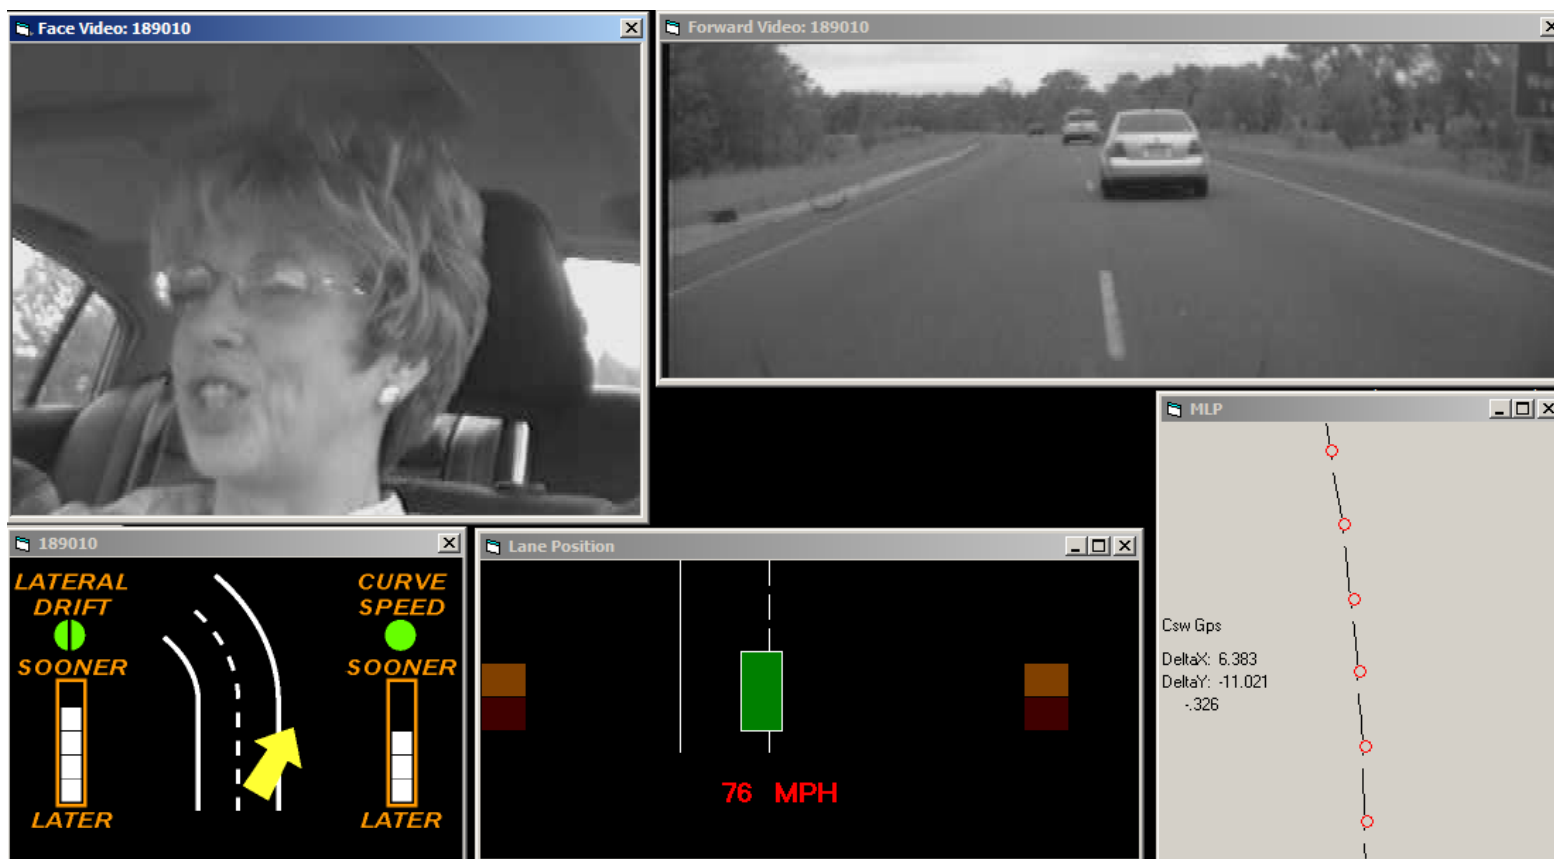 Face Video: 189010
Forward Video: 189010
MLP
Csw Gps
DeltaX: 6.383
DeltaY: -11.021
-.326
189010
LATERAL
DRIFT
SOONER
LATER
CURVE
SPEED
SOONER
LATER
Lane Position
76 MPH